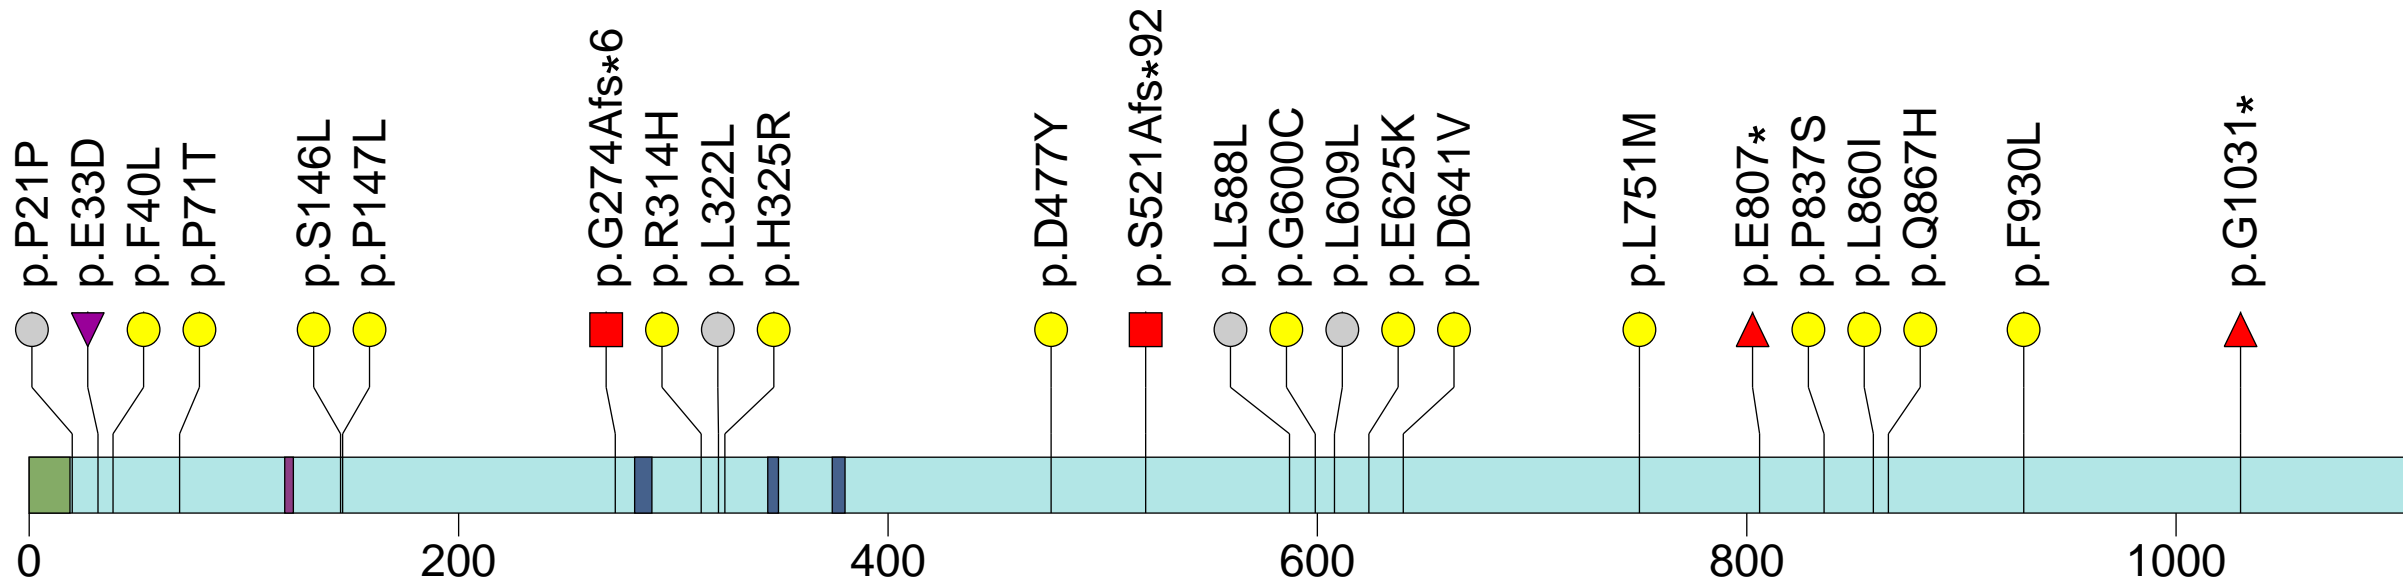 p.P21P
p.E33D
p.F40L
p.P71T
p.S146L
p.P147L
p.G274Afs*6
p.R314H
p.L322L
p.H325R
p.D477Y
p.S521Afs*92
p.L588L
p.G600C
p.L609L
p.E625K
p.D641V
p.L751M
p.E807*
p.P837S
p.L860I
p.Q867H
p.F930L
p.G1031*
0 200 400 600 800 1000